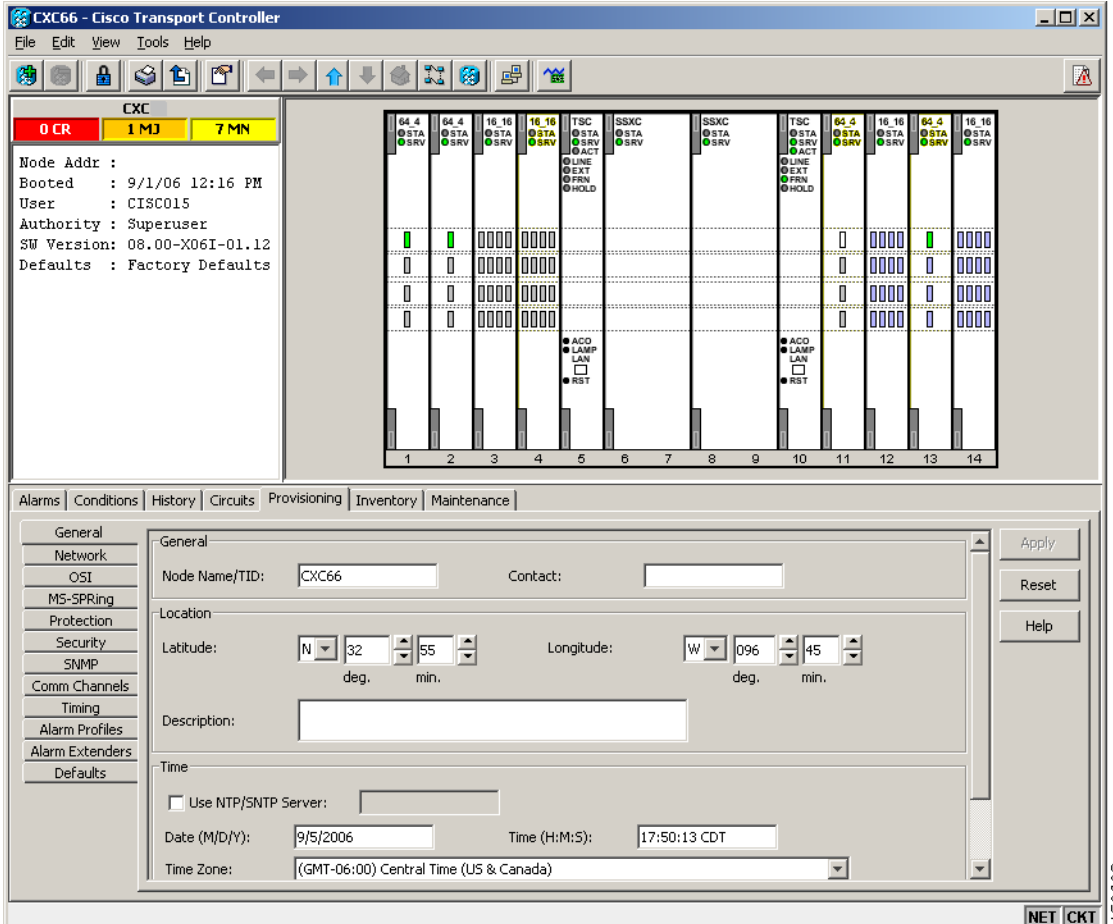 CXC66 - Cisco Transport Controller
File Edit View Tools Help
CXC
0 CR 1 MJ 7 MN
Node Addr :
Booted : 9/1/06 12:16 PM
User : CISCO15
Authority : Superuser
SW Version: 08.00-X06I-01.12
Defaults : Factory Defaults
64_4 64_4 16_16 16_16 TSC SSXC SSXC TSC 64_4 16_16 64_4 16_16
STA STA STA STA STA STA STA STA STA STA STA STA
SRV SRV SRV SRV SRV SRV SRV SRV SRV SRV SRV SRV
ACT ACT
LINE LINE
EXT EXT
FRN FRN
HOLD HOLD
ACO ACO
LAMP LAMP
LAN LAN
RST RST
1 2 3 4 5 6 7 8 9 10 11 12 13 14
Alarms Conditions History Circuits Provisioning Inventory Maintenance
General
Network
OSI
MS-SPRing
Protection
Security
SNMP
Comm Channels
Timing
Alarm Profiles
Alarm Extenders
Defaults
General
Node Name/TID: CXC66 Contact:
Location
Latitude: N 32 55 Longitude: W 096 45
deg. min. deg. min.
Description:
Time
Use NTP/SNTP Server:
Date (M/D/Y): 9/5/2006 Time (H:M:S): 17:50:13 CDT
Time Zone: (GMT-06:00) Central Time (US & Canada)
Apply
Reset
Help
NET CKT